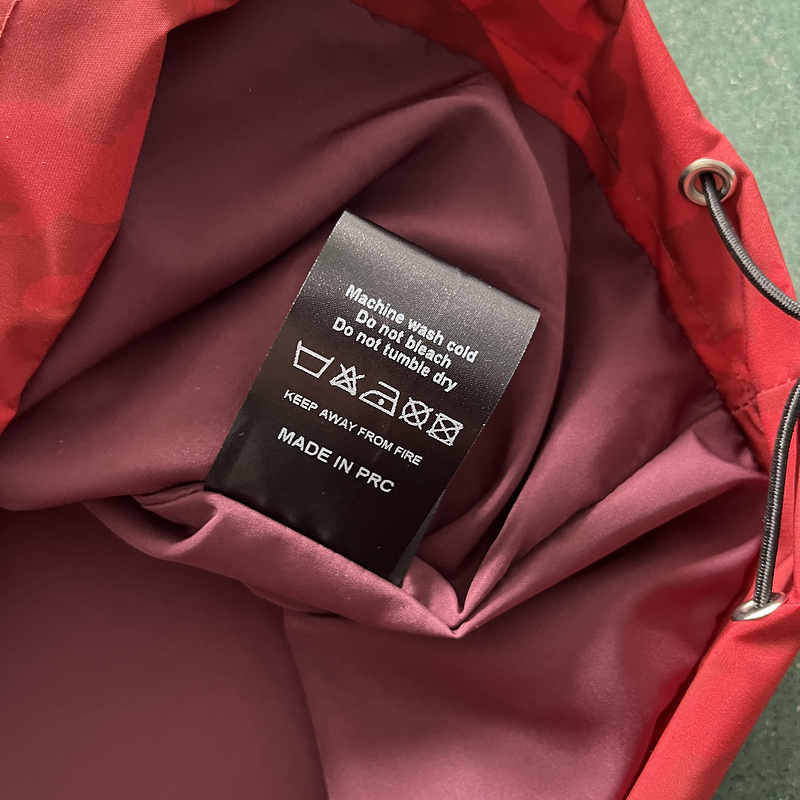 Machine wash cold
Do not bleach
Do not tumble dry
KEEP AWAY FROM FIRE
MADE IN PRC